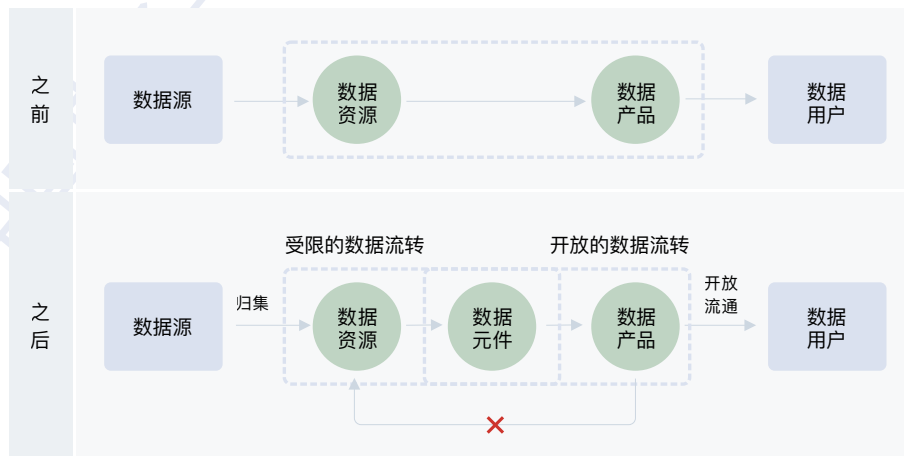 之
前
数据源
数据
资源
数据
产品
数据
用户
受限的数据流转
开放的数据流转
之
后
数据源
归集
数据
资源
数据
元件
数据
产品
开放
流通
数据
用户